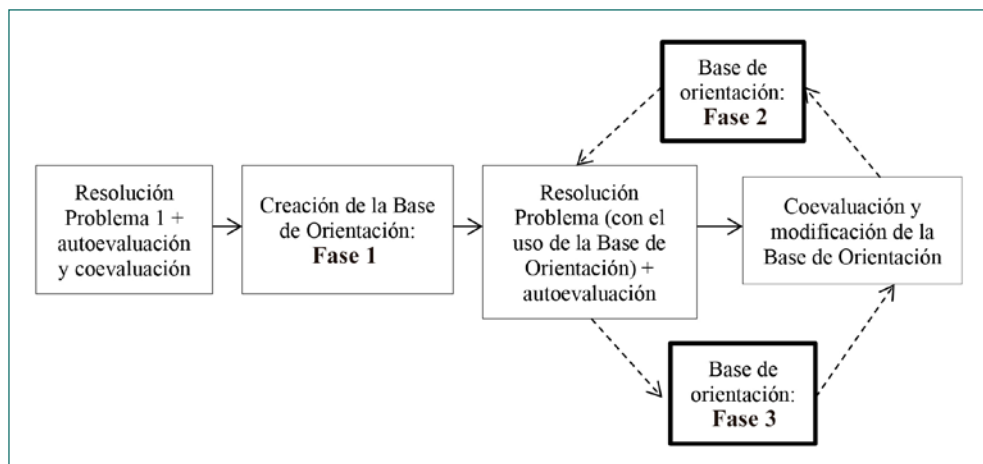 Resolución
Problema 1 +
autoevaluación
y coevaluación
Creación de la Base
de Orientación:
Fase 1
Resolución
Problema (con el
uso de la Base de
Orientación) +
autoevaluación
Base de
orientación:
Fase 2
Coevaluación y
modificación de la
Base de Orientación
Base de
orientación:
Fase 3